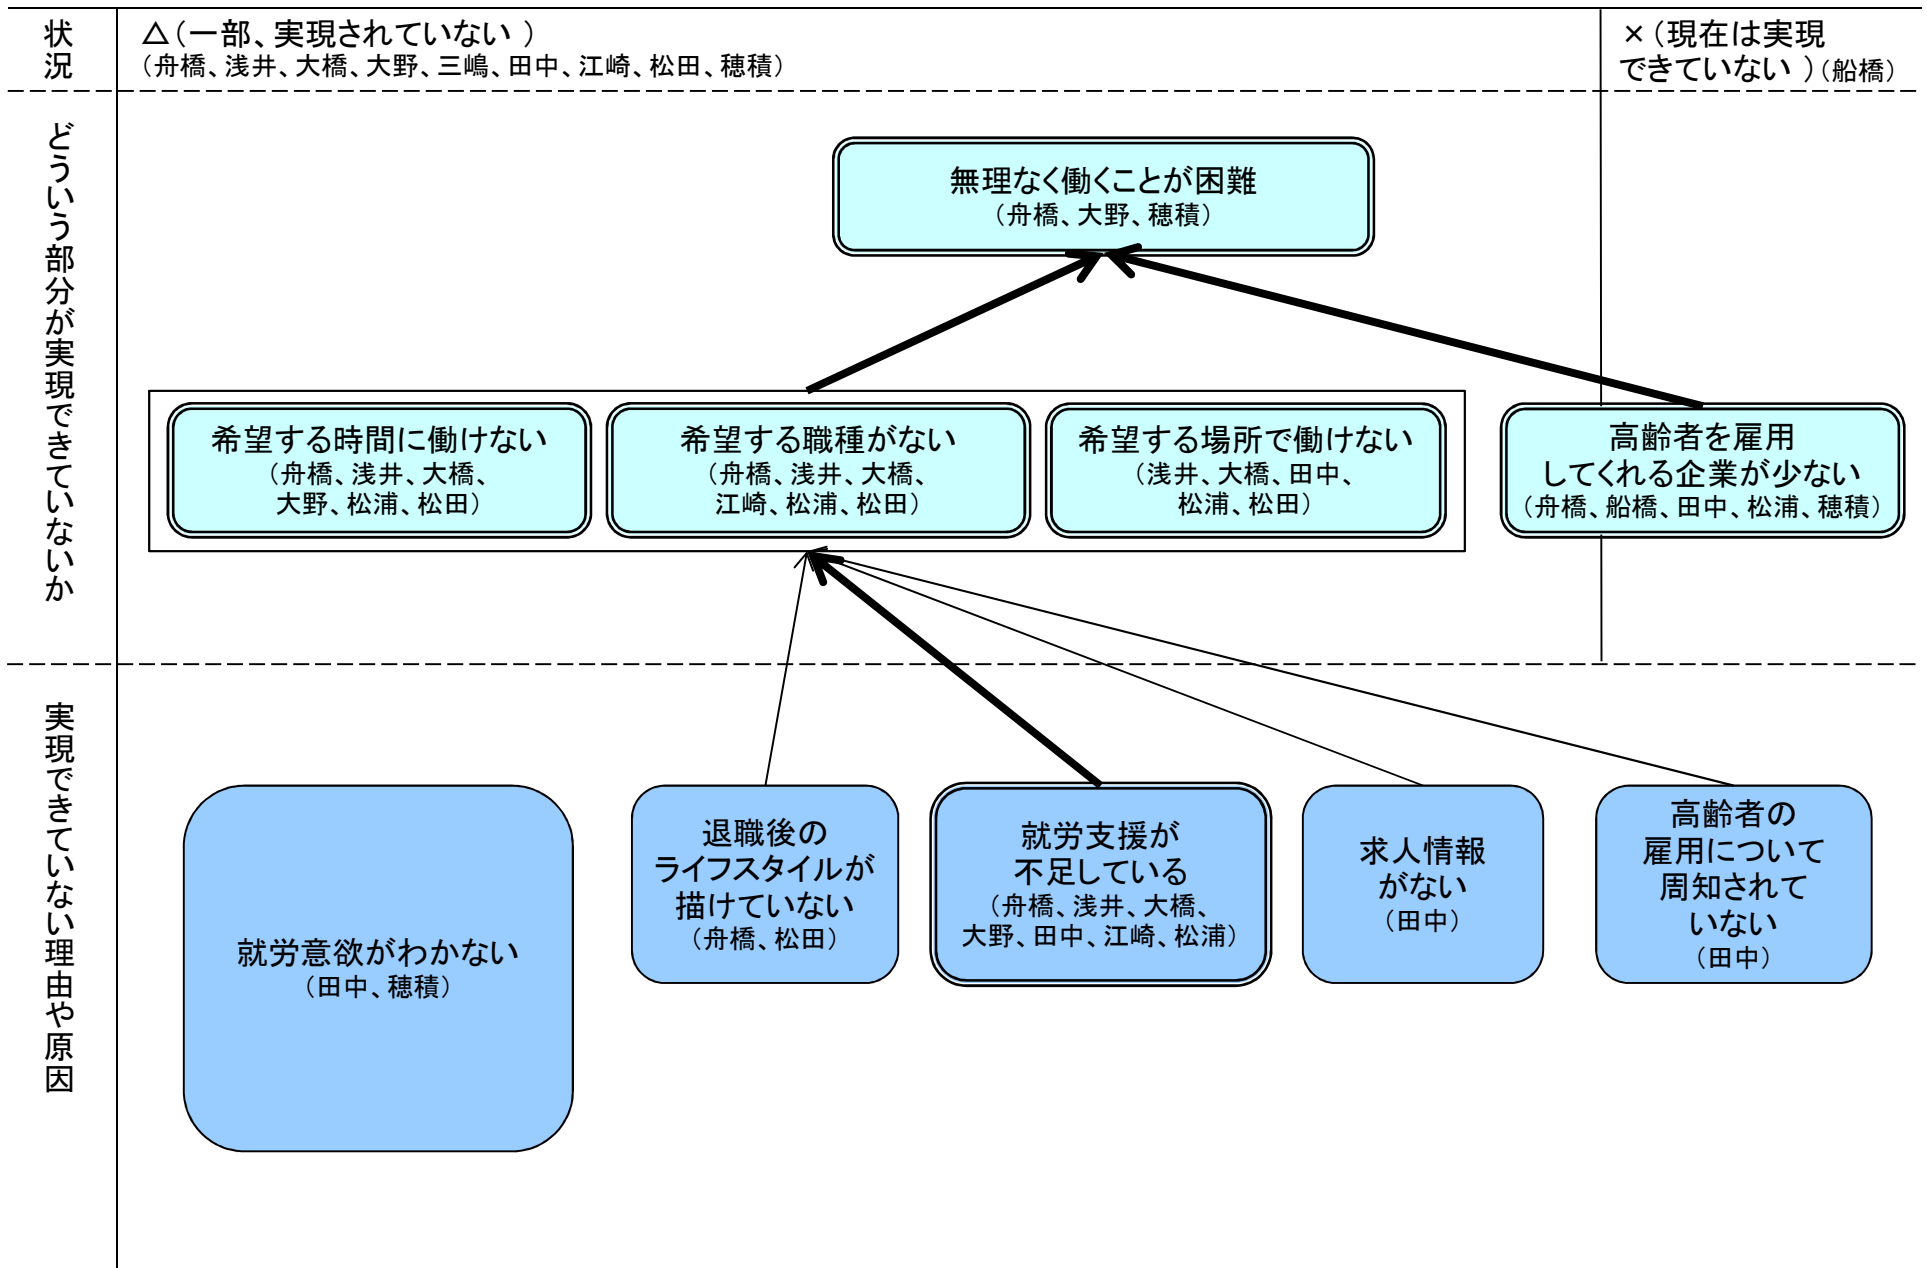 状況
△（一部、実現されていない ）
（舟橋、浅井、大橋、大野、三嶋、田中、江崎、松田、穂積）
×（現在は実現
できていない ）（船橋）
どういう部分が実現できていないか
無理なく働くことが困難
（舟橋、大野、穂積）
希望する時間に働けない
（舟橋、浅井、大橋、
大野、松浦、松田）
希望する職種がない
（舟橋、浅井、大橋、
江崎、松浦、松田）
希望する場所で働けない
（浅井、大橋、田中、
松浦、松田）
高齢者を雇用
してくれる企業が少ない
（舟橋、船橋、田中、松浦、穂積）
実現できていない理由や原因
就労意欲がわかない
（田中、穂積）
退職後の
ライフスタイルが
描けていない
（舟橋、松田）
就労支援が
不足している
（舟橋、浅井、大橋、
大野、田中、江崎、松浦）
求人情報
がない
（田中）
高齢者の
雇用について
周知されて
いない
（田中）